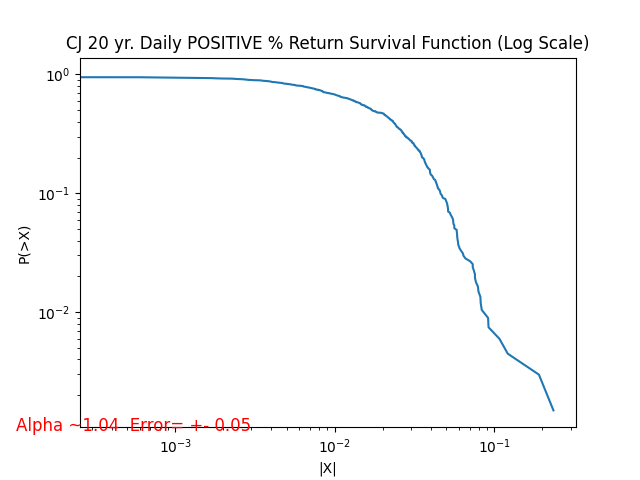 CJ 20 yr. Daily POSITIVE % Return Survival Function (Log Scale)
10⁰
10⁻¹
10⁻²
P(>X)
Alpha ~1.04 Error= +- 0.05
10⁻³ 10⁻² 10⁻¹
|X|